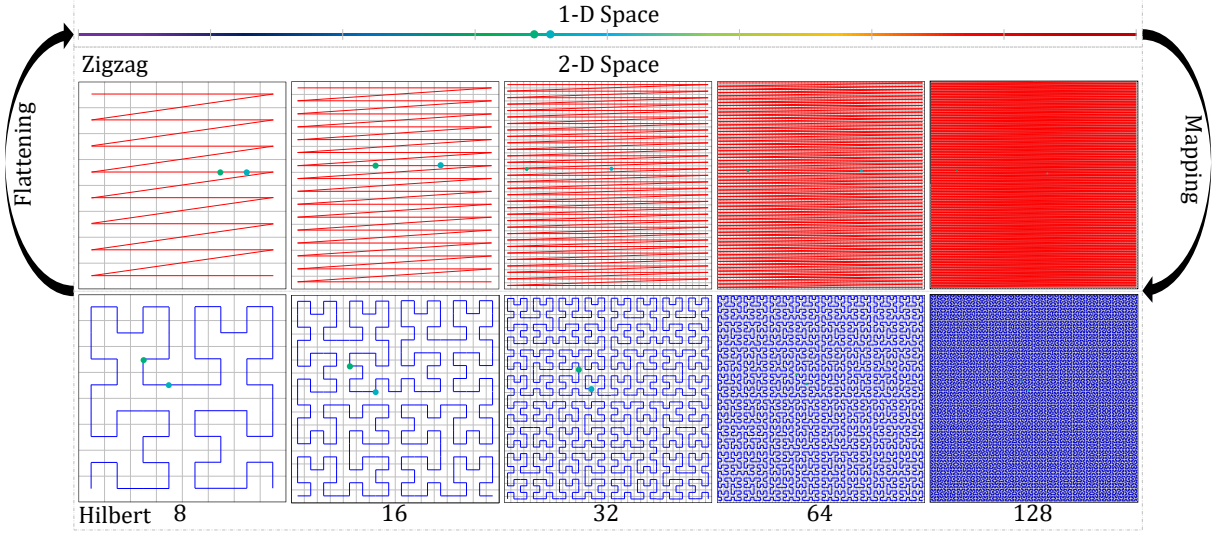 1-D Space
Zigzag
2-D Space
Flattening
Mapping
Hilbert 8 16 32 64 128